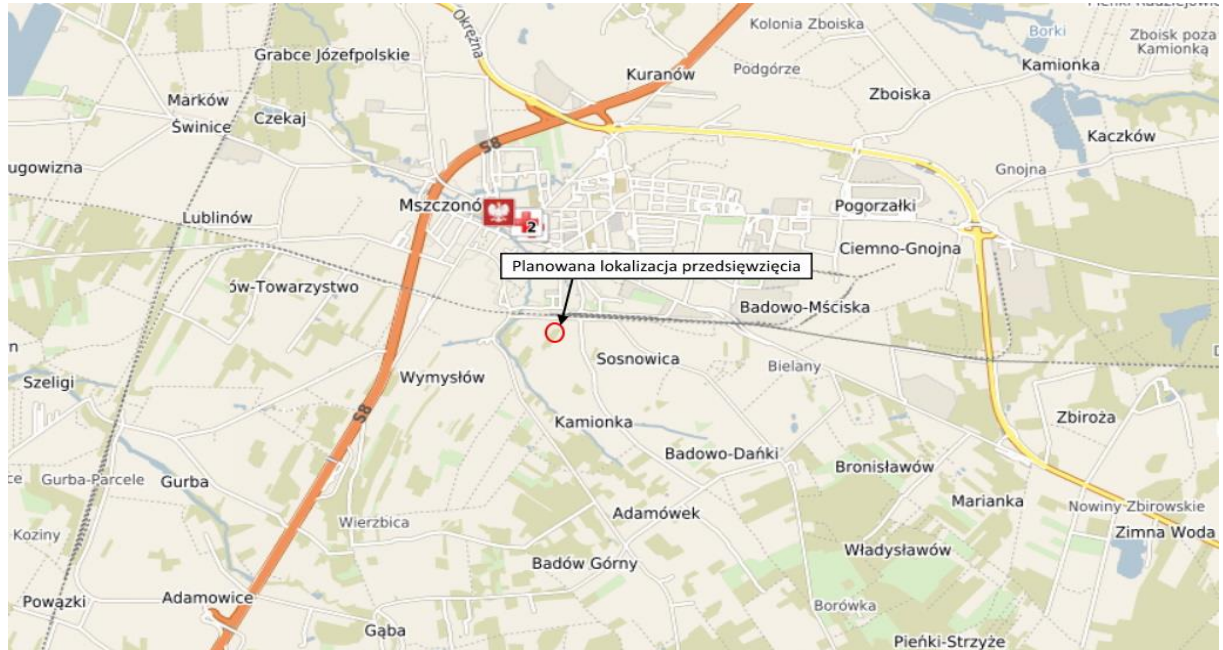 Okrężna
Kolonia Zboiska
Borki
Zboisk poza
Kamionką
Grabce Józefpolskie
Kuranów
Podgórze
Kamionka
Zboiska
Marków
Świnice
Czekaj
S8
Kaczków
ugowizna
Gnojna
Mszczonó
2
Pogorzałki
Lublinów
Ciemno-Gnojna
Planowana lokalizacja przedsięwzięcia
ów-Towarzystwo
Badowo-Mściska
Sosnowica
Bielany
Szeligi
Wymysłów
S8
Kamionka
Zbiroża
Badowo-Dańki
Bronisławów
ce
Gurba-Parcele
Gurba
Marianka
Nowiny Zbirowskie
Adamówek
Wierzbica
Koziny
Zimna Woda
Władysławów
Badów Górny
Powązki
Adamowice
Borówka
Gąba
Pieńki-Strzyże